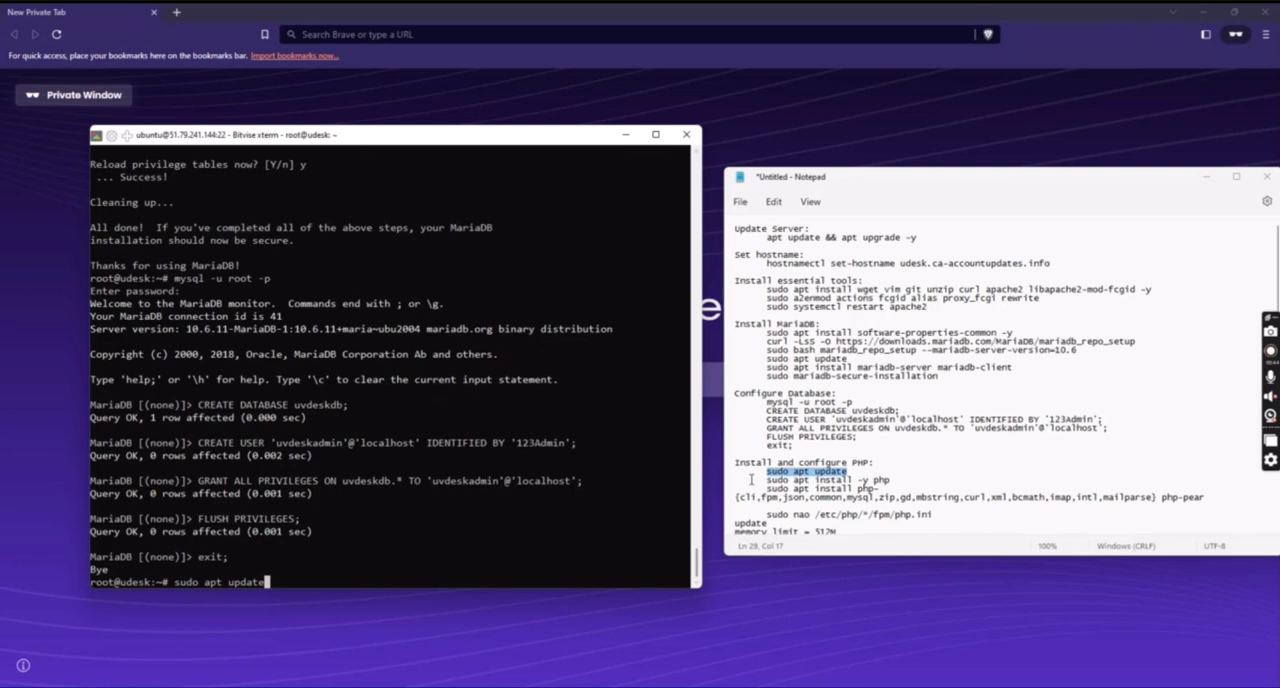 New Private Tab
Search Brave or type a URL
For quick access, place your bookmarks here on the bookmarks bar. Import bookmarks now...
Private Window
ubuntu@51.79.241.144:22 - Bitvise xterm - root@udesk: ~
Reload privilege tables now? [Y/n] y
... Success!
Cleaning up...
All done! If you've completed all of the above steps, your MariaDB
installation should now be secure.
Thanks for using MariaDB!
root@udesk:~# mysql -u root -p
Enter password:
Welcome to the MariaDB monitor. Commands end with ; or \g.
Your MariaDB connection id is 41
Server version: 10.6.11-MariaDB-1:10.6.11+maria~ubu2004 mariadb.org binary distribution
Copyright (c) 2000, 2018, Oracle, MariaDB Corporation Ab and others.
Type 'help;' or '\h' for help. Type '\c' to clear the current input statement.
MariaDB [(none)]> CREATE DATABASE uvdeskdb;
Query OK, 1 row affected (0.000 sec)
MariaDB [(none)]> CREATE USER 'uvdeskadmin'@'localhost' IDENTIFIED BY '123Admin';
Query OK, 0 rows affected (0.002 sec)
MariaDB [(none)]> GRANT ALL PRIVILEGES ON uvdeskdb.* TO 'uvdeskadmin'@'localhost';
Query OK, 0 rows affected (0.001 sec)
MariaDB [(none)]> FLUSH PRIVILEGES;
Query OK, 0 rows affected (0.001 sec)
MariaDB [(none)]> exit;
Bye
root@udesk:~# sudo apt update
*Untitled - Notepad
File Edit View
Update Server:
apt update && apt upgrade -y
Set hostname:
hostnamectl set-hostname udesk.ca-accountupdates.info
Install essential tools:
sudo apt install wget vim git unzip curl apache2 libapache2-mod-fcgid -y
sudo a2enmod actions fcgid alias proxy_fcgi rewrite
sudo systemctl restart apache2
Install MariaDB:
sudo apt install software-properties-common -y
curl -LsS -O https://downloads.mariadb.com/MariaDB/mariadb_repo_setup
sudo bash mariadb_repo_setup --mariadb-server-version=10.6
sudo apt update
sudo apt install mariadb-server mariadb-client
sudo mariadb-secure-installation
Configure Database:
mysql -u root -p
CREATE DATABASE uvdeskdb;
CREATE USER 'uvdeskadmin'@'localhost' IDENTIFIED BY '123Admin';
GRANT ALL PRIVILEGES ON uvdeskdb.* TO 'uvdeskadmin'@'localhost';
FLUSH PRIVILEGES;
exit;
Install and configure PHP:
sudo apt update
sudo apt install -y php
sudo apt install php-
{cli,fpm,json,common,mysql,zip,gd,mbstring,curl,xml,bcmath,imap,intl,mailparse} php-pear
sudo nao /etc/php/*/fpm/php.ini
update
memory_limit = 512M
Ln 29, Col 17
100%
Windows (CRLF)
UTF-8
e